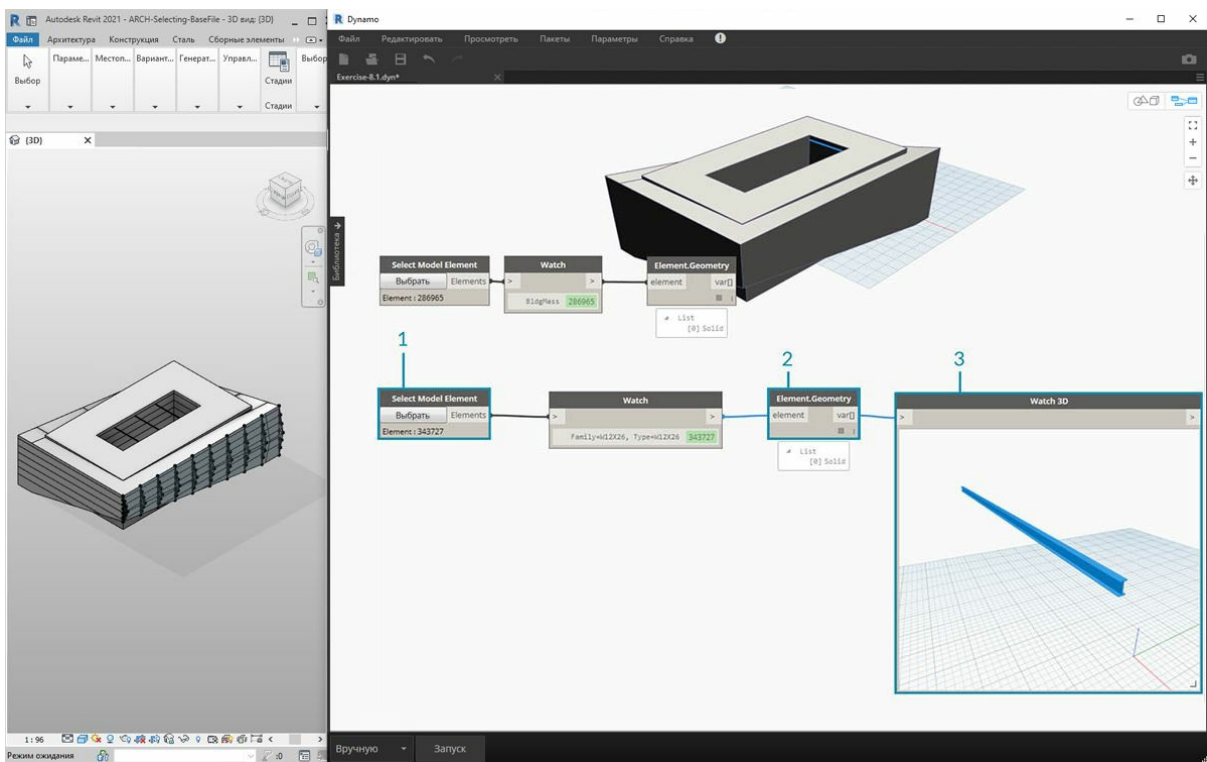 Autodesk Revit 2021 - ARCH-Selecting-BaseFile - 3D вид: {3D}
Файл Архитектура Конструкция Сталь Сборные элементы
Выбор
Параме... Местоп... Вариант... Генерат... Управл... Стадии Выбор
Стадии
{3D}
1 : 96
Режим ожидания :0
Dynamo
Файл Редактировать Просмотреть Пакеты Параметры Справка
Exercise-8.1.dyn*
Библиотека
Select Model Element
Выбрать Elements
Element : 286965
Watch
> >
BldgMass 286965
Element.Geometry
element var[]
List
[0] Solid
1
2
3
Select Model Element
Выбрать Elements
Element : 343727
Watch
> >
Family=W12X26, Type=W12X26 343727
Element.Geometry
element var[]
List
[0] Solid
Watch 3D
> >
Вручную Запуск